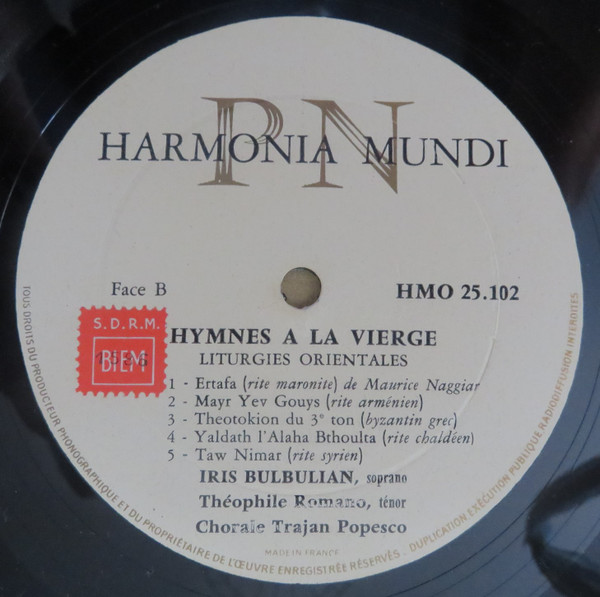 PN
HARMONIA MUNDI
Face B
HMO 25.102
S.D.R.M.
BIEM
HYMNES A LA VIERGE
LITURGIES ORIENTALES
1 - Ertafa (rite maronite) de Maurice Naggiar
2 - Mayr Yev Gouys (rite arménien)
3 - Theotokion du 3e ton (byzantin grec)
4 - Yaldath l'Alaha Bthoulta (rite chaldéen)
5 - Taw Nimar (rite syrien)
IRIS BULBULIAN, soprano
Théophile Romano, ténor
Chorale Trajan Popesco
MADE IN FRANCE
TOUS DROITS DU PRODUCTEUR PHONOGRAPHIQUE ET DU PROPRIÉTAIRE DE L'ŒUVRE ENREGISTRÉE RÉSERVÉS. DUPLICATION EXÉCUTION PUBLIQUE RADIODIFFUSION INTERDITES